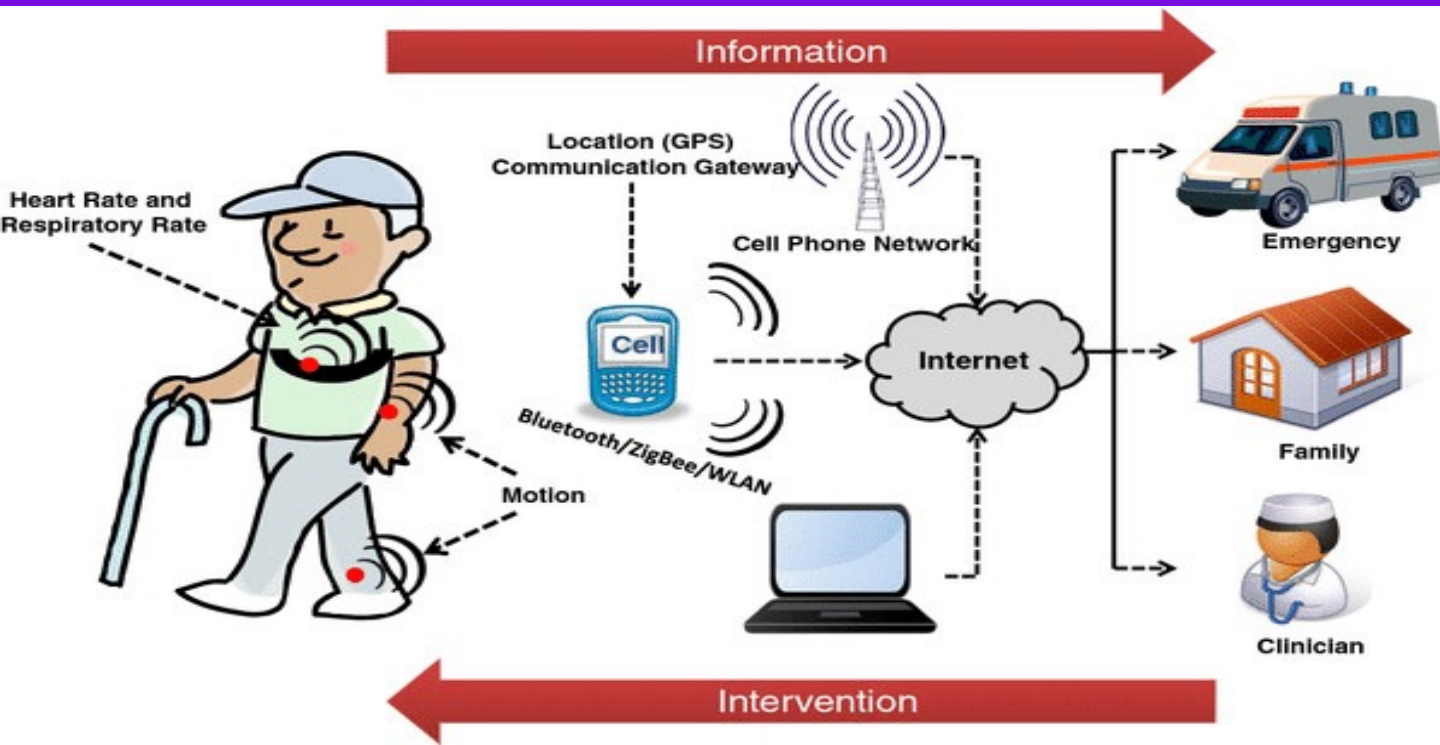 Information
Location (GPS)
Communication Gateway
Heart Rate and
Respiratory Rate
Cell Phone Network
Emergency
Cell
Internet
Bluetooth/ZigBee/WLAN
Family
Motion
Clinician
Intervention